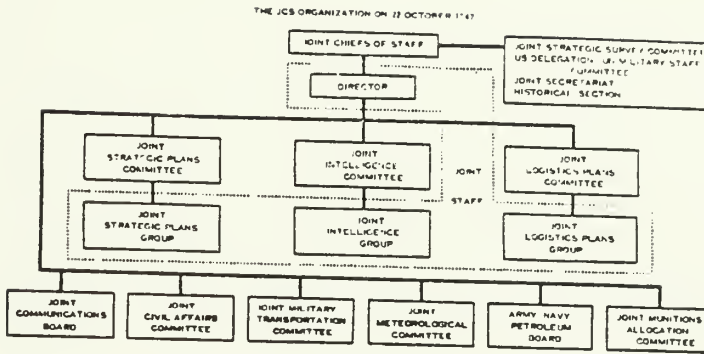 THE JCS ORGANIZATION ON 22 OCTOBER 1947
JOINT CHIEFS OF STAFF
JOINT STRATEGIC SURVEY COMMITTEE
US DELEGATION, UN MILITARY STAFF
COMMITTEE
JOINT SECRETARIAT
HISTORICAL SECTION
DIRECTOR
JOINT
STRATEGIC PLANS
COMMITTEE
JOINT
INTELLIGENCE
COMMITTEE
JOINT
STAFF
JOINT
LOGISTICS PLANS
COMMITTEE
JOINT
STRATEGIC PLANS
GROUP
JOINT
INTELLIGENCE
GROUP
JOINT
LOGISTICS PLANS
GROUP
JOINT
COMMUNICATIONS
BOARD
JOINT
CIVIL AFFAIRS
COMMITTEE
JOINT MILITARY
TRANSPORTATION
COMMITTEE
JOINT
METEOROLOGICAL
COMMITTEE
ARMY NAVY
PETROLEUM
BOARD
JOINT MUNITIONS
ALLOCATION
COMMITTEE